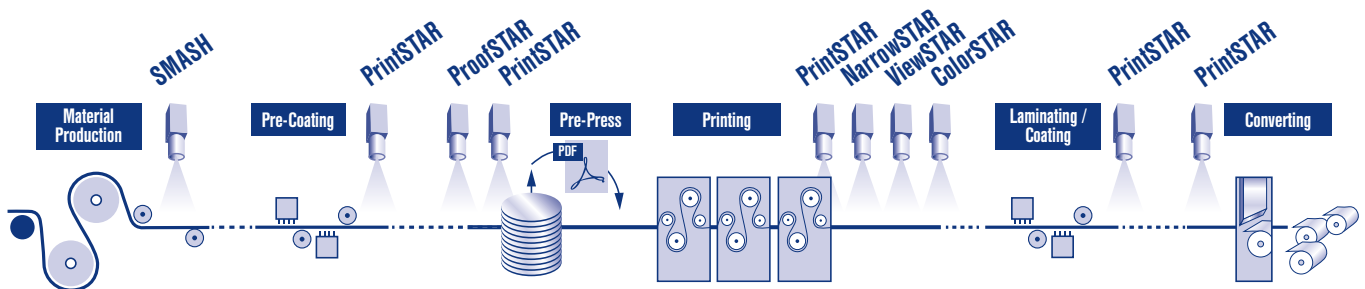 SMASH
PrintSTAR
ProofSTAR
PrintSTAR
PrintSTAR
NarrowSTAR
ViewSTAR
ColorSTAR
PrintSTAR
PrintSTAR
Material
Production
Pre-Coating
Pre-Press
Printing
Laminating /
Coating
Converting
PDF